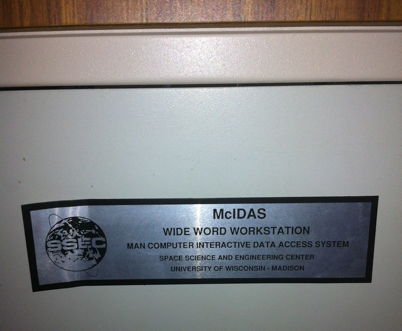 McIDAS
WIDE WORD WORKSTATION
MAN COMPUTER INTERACTIVE DATA ACCESS SYSTEM
SPACE SCIENCE AND ENGINEERING CENTER
UNIVERSITY OF WISCONSIN - MADISON
SSEC